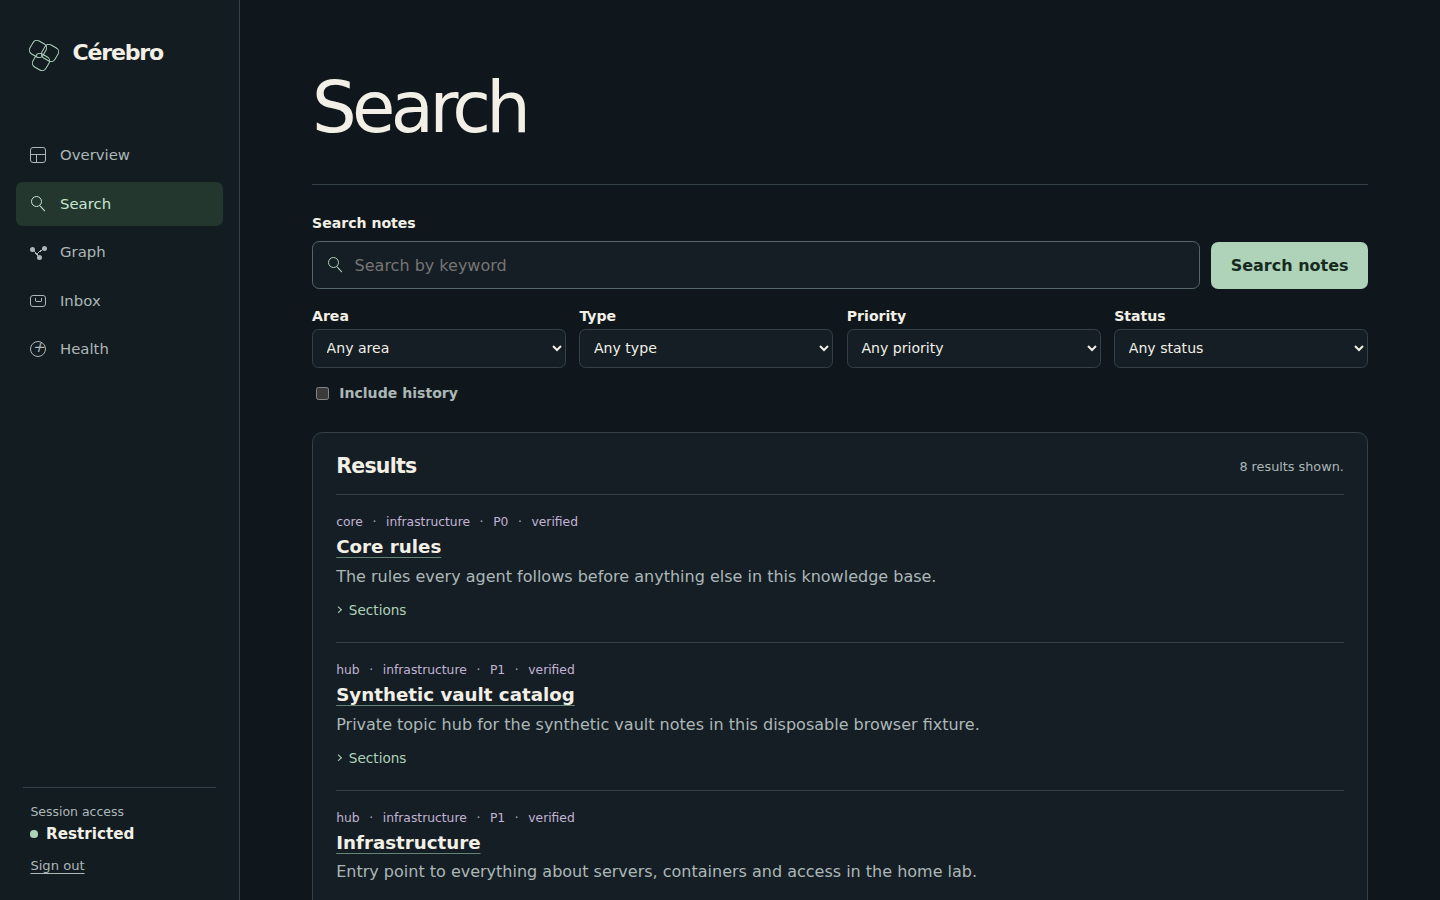 Cérebro
Overview
Search
Graph
Inbox
Health
Session access
Restricted
Sign out
Search
Search notes
Search by keyword
Search notes
Area
Type
Priority
Status
Any area
Any type
Any priority
Any status
Include history
Results
8 results shown.
core · infrastructure · P0 · verified
Core rules
The rules every agent follows before anything else in this knowledge base.
› Sections
hub · infrastructure · P1 · verified
Synthetic vault catalog
Private topic hub for the synthetic vault notes in this disposable browser fixture.
› Sections
hub · infrastructure · P1 · verified
Infrastructure
Entry point to everything about servers, containers and access in the home lab.